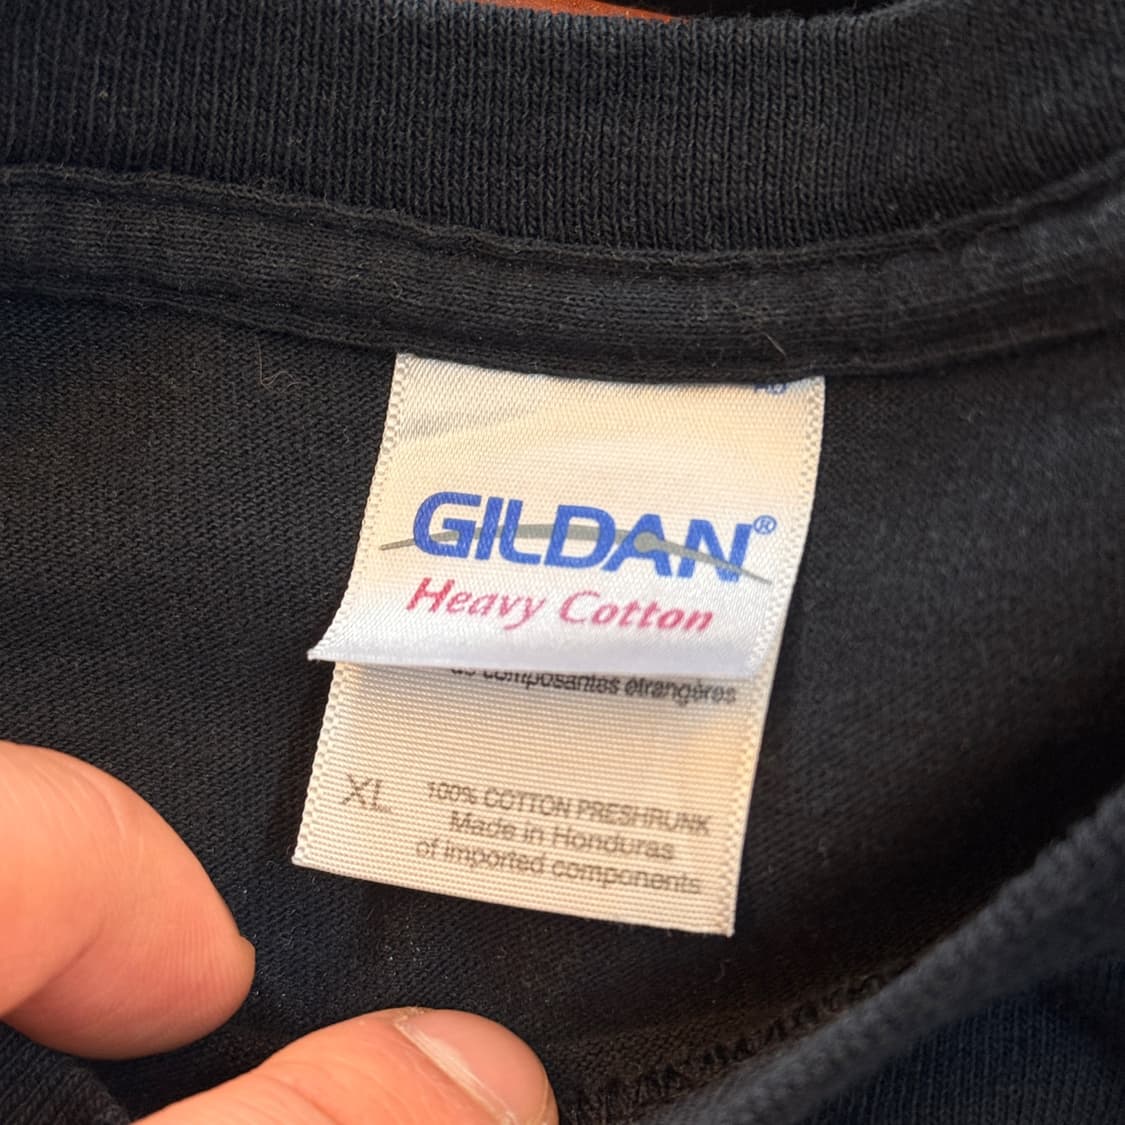 GILDAN®
Heavy Cotton
composantes étrangères
XL 100% COTTON PRESHRUNK
Made in Honduras
of imported components